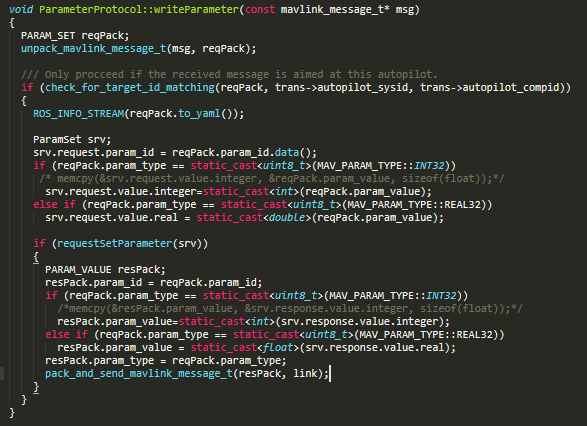 void ParameterProtocol::writeParameter(const mavlink_message_t* msg)
{
  PARAM_SET reqPack;
  unpack_mavlink_message_t(msg, reqPack);

  /// Only procceed if the received message is aimed at this autopilot.
  if (check_for_target_id_matching(reqPack, trans->autopilot_sysid, trans->autopilot_compid))
  {
    ROS_INFO_STREAM(reqPack.to_yaml());

    ParamSet srv;
    srv.request.param_id = reqPack.param_id.data();
    if (reqPack.param_type == static_cast<uint8_t>(MAV_PARAM_TYPE::INT32))
     /* memcpy(&srv.request.value.integer, &reqPack.param_value, sizeof(float));*/
      srv.request.value.integer=static_cast<int>(reqPack.param_value);
    else if (reqPack.param_type == static_cast<uint8_t>(MAV_PARAM_TYPE::REAL32))
      srv.request.value.real = static_cast<double>(reqPack.param_value);

    if (requestSetParameter(srv))
    {
      PARAM_VALUE resPack;
      resPack.param_id = reqPack.param_id;
      if (reqPack.param_type == static_cast<uint8_t>(MAV_PARAM_TYPE::INT32))
        /*memcpy(&resPack.param_value, &srv.response.value.integer, sizeof(float));*/
        resPack.param_value=static_cast<int>(srv.response.value.integer);
      else if (reqPack.param_type == static_cast<uint8_t>(MAV_PARAM_TYPE::REAL32))
        resPack.param_value = static_cast<float>(srv.response.value.real);
      resPack.param_type = reqPack.param_type;
      pack_and_send_mavlink_message_t(resPack, link);
    }
  }
}